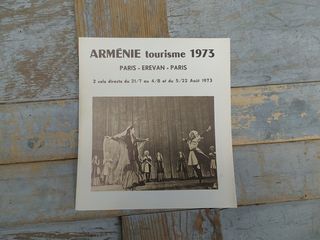 ARMÉNIE tourisme 1973
PARIS - EREVAN - PARIS
2 vols directs du 21/7 au 4/8 et du 5/22 Août 1973